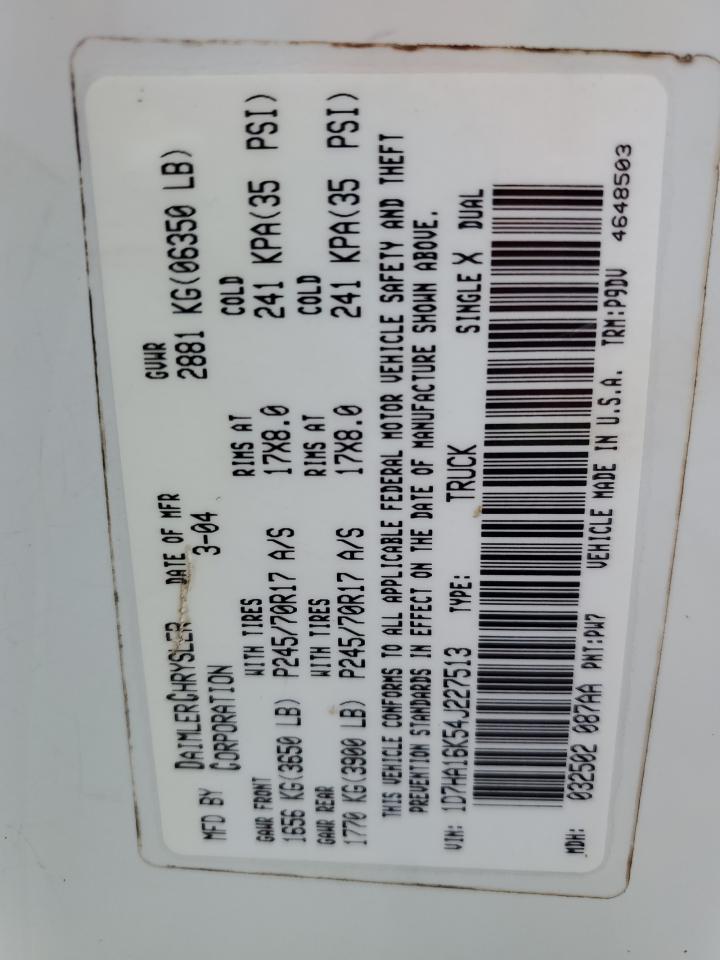 MFD BY DAIMLERCHRYSLER CORPORATION DATE OF MFR 3-04 GVWR 2881 KG(06350 LB)
GAWR FRONT WITH TIRES RIMS AT COLD
1656 KG(3650 LB) P245/70R17 A/S 17X8.0 241 KPA(35 PSI)
GAWR REAR WITH TIRES RIMS AT COLD
1770 KG(3900 LB) P245/70R17 A/S 17X8.0 241 KPA(35 PSI)
THIS VEHICLE CONFORMS TO ALL APPLICABLE FEDERAL MOTOR VEHICLE SAFETY AND THEFT
PREVENTION STANDARDS IN EFFECT ON THE DATE OF MANUFACTURE SHOWN ABOVE.
VIN: 1D7HA16K54J227513 TYPE: TRUCK SINGLE X DUAL
MDH: 032502 087AA PNT:PW7 VEHICLE MADE IN U.S.A. TRM:P9DV 4648503